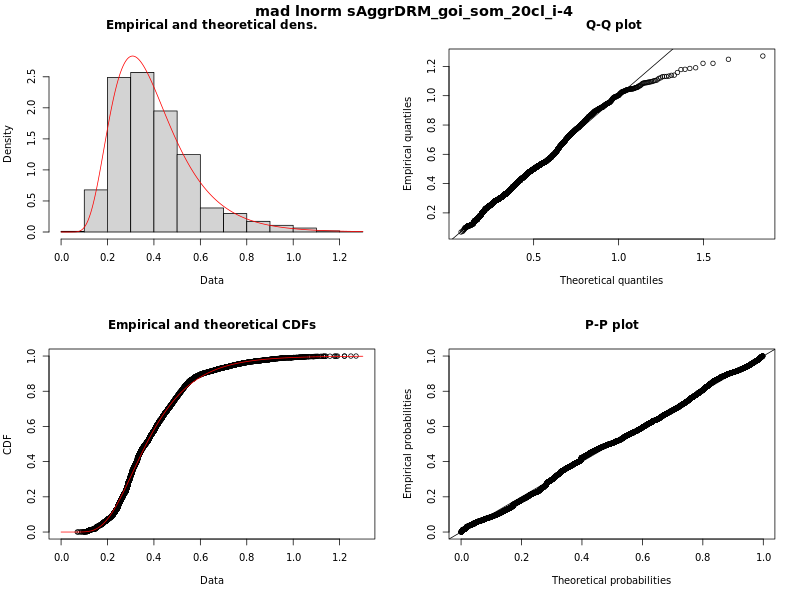 mad lnorm sAggrDRM_goi_som_20cl_i-4
Empirical and theoretical dens.
Density
0.0 0.5 1.0 1.5 2.0 2.5
0.0 0.2 0.4 0.6 0.8 1.0 1.2
Data
Q-Q plot
Empirical quantiles
0.2 0.4 0.6 0.8 1.0 1.2
0.5 1.0 1.5
Theoretical quantiles
Empirical and theoretical CDFs
CDF
0.0 0.2 0.4 0.6 0.8 1.0
0.0 0.2 0.4 0.6 0.8 1.0 1.2
Data
P-P plot
Empirical probabilities
0.0 0.2 0.4 0.6 0.8 1.0
0.0 0.2 0.4 0.6 0.8 1.0
Theoretical probabilities